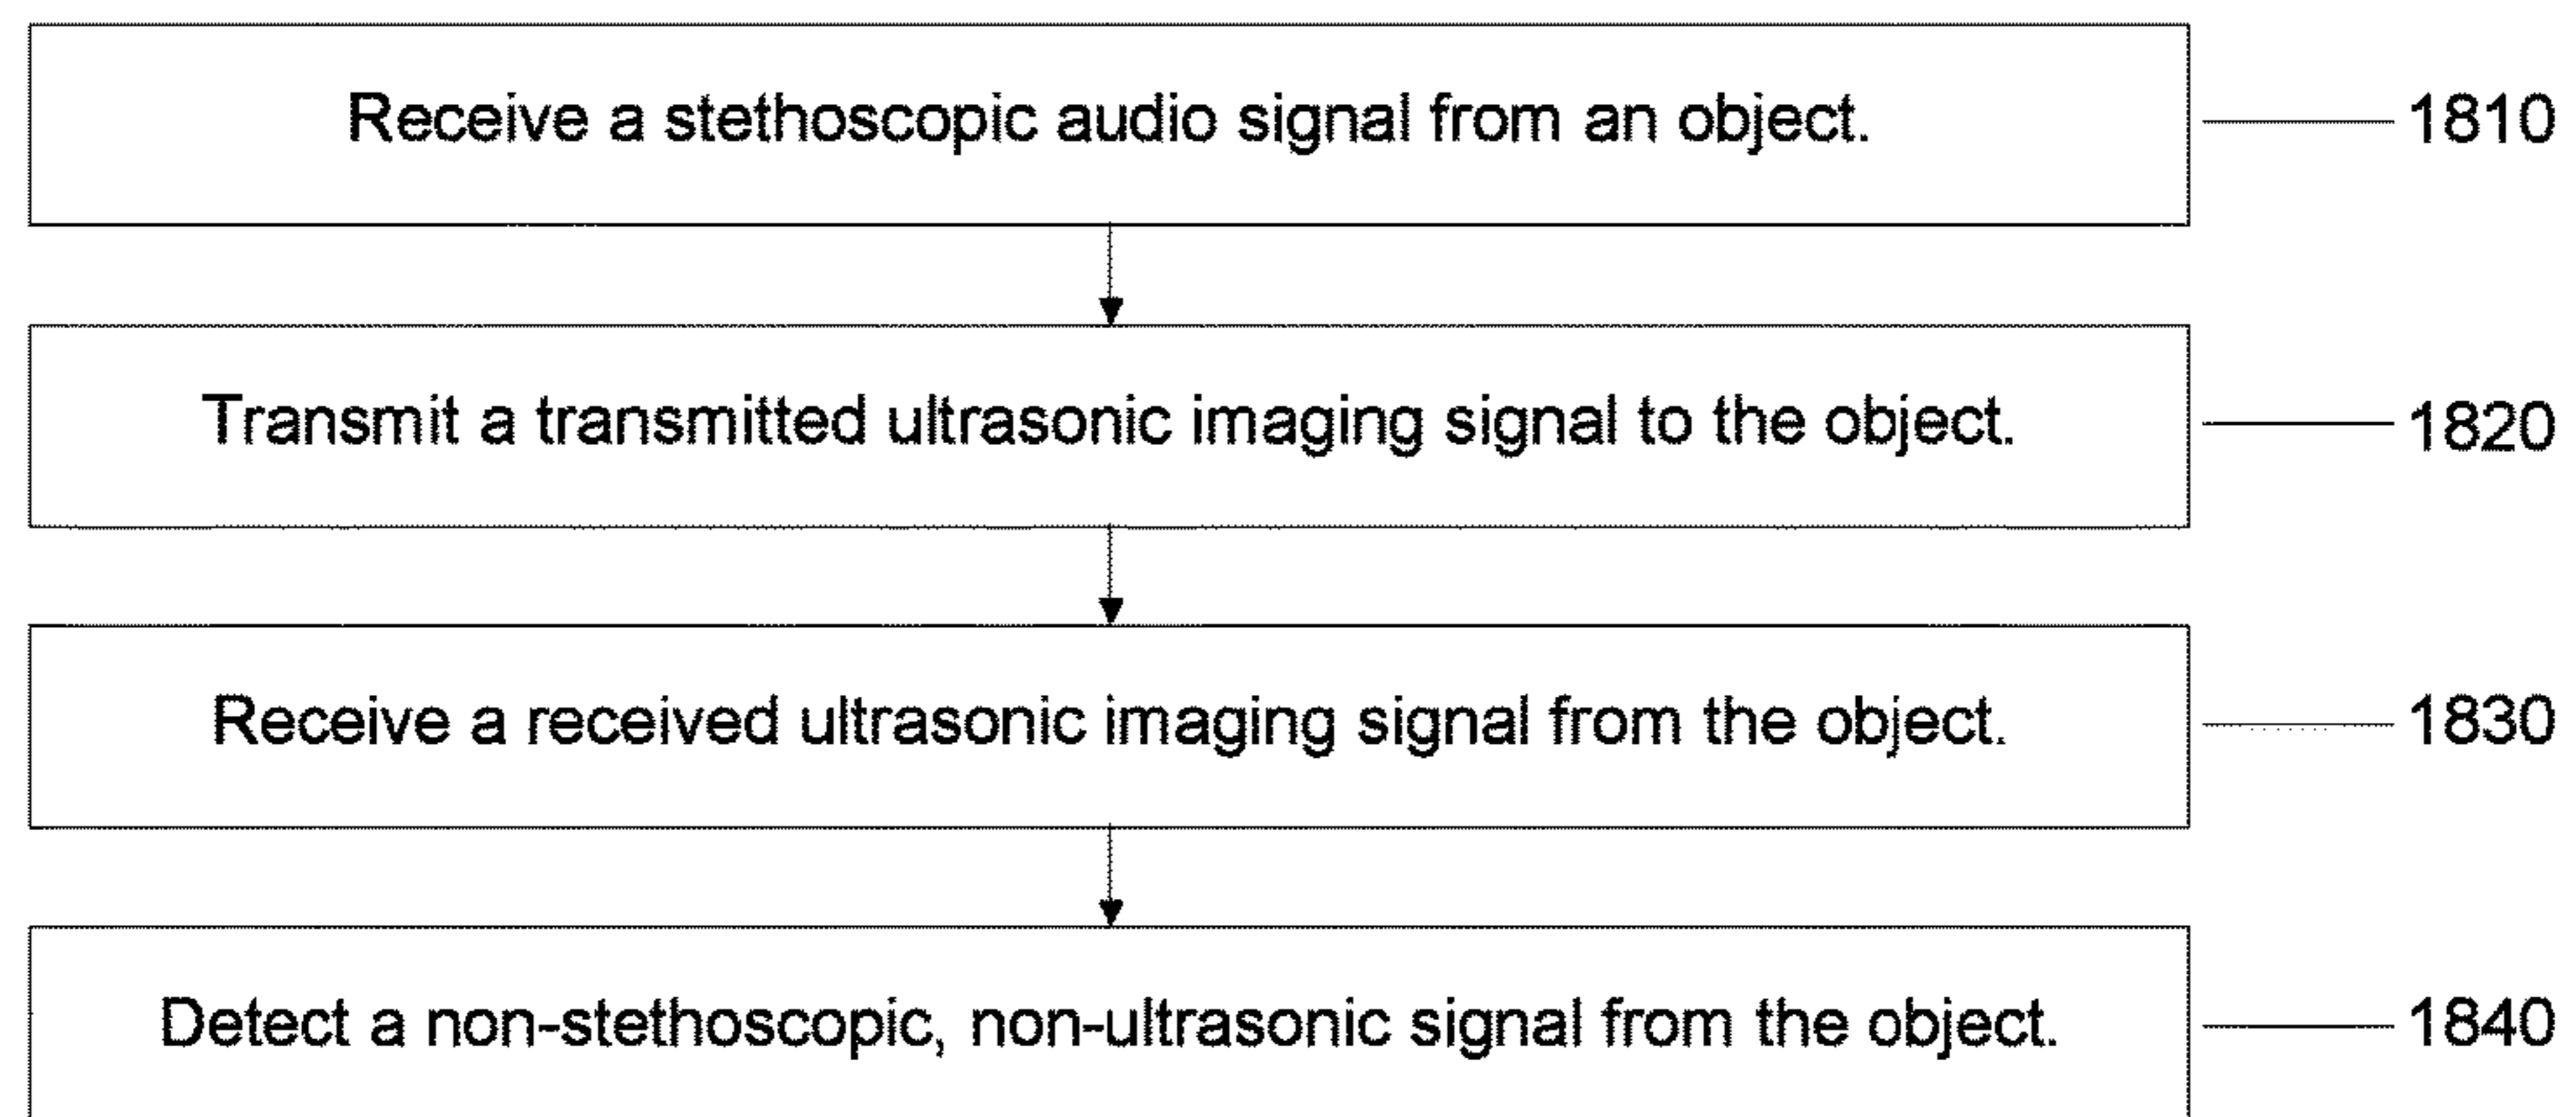 Receive a stethoscopic audio signal from an object. 1810
Transmit a transmitted ultrasonic imaging signal to the object. 1820
Receive a received ultrasonic imaging signal from the object. 1830
Detect a non-stethoscopic, non-ultrasonic signal from the object. 1840